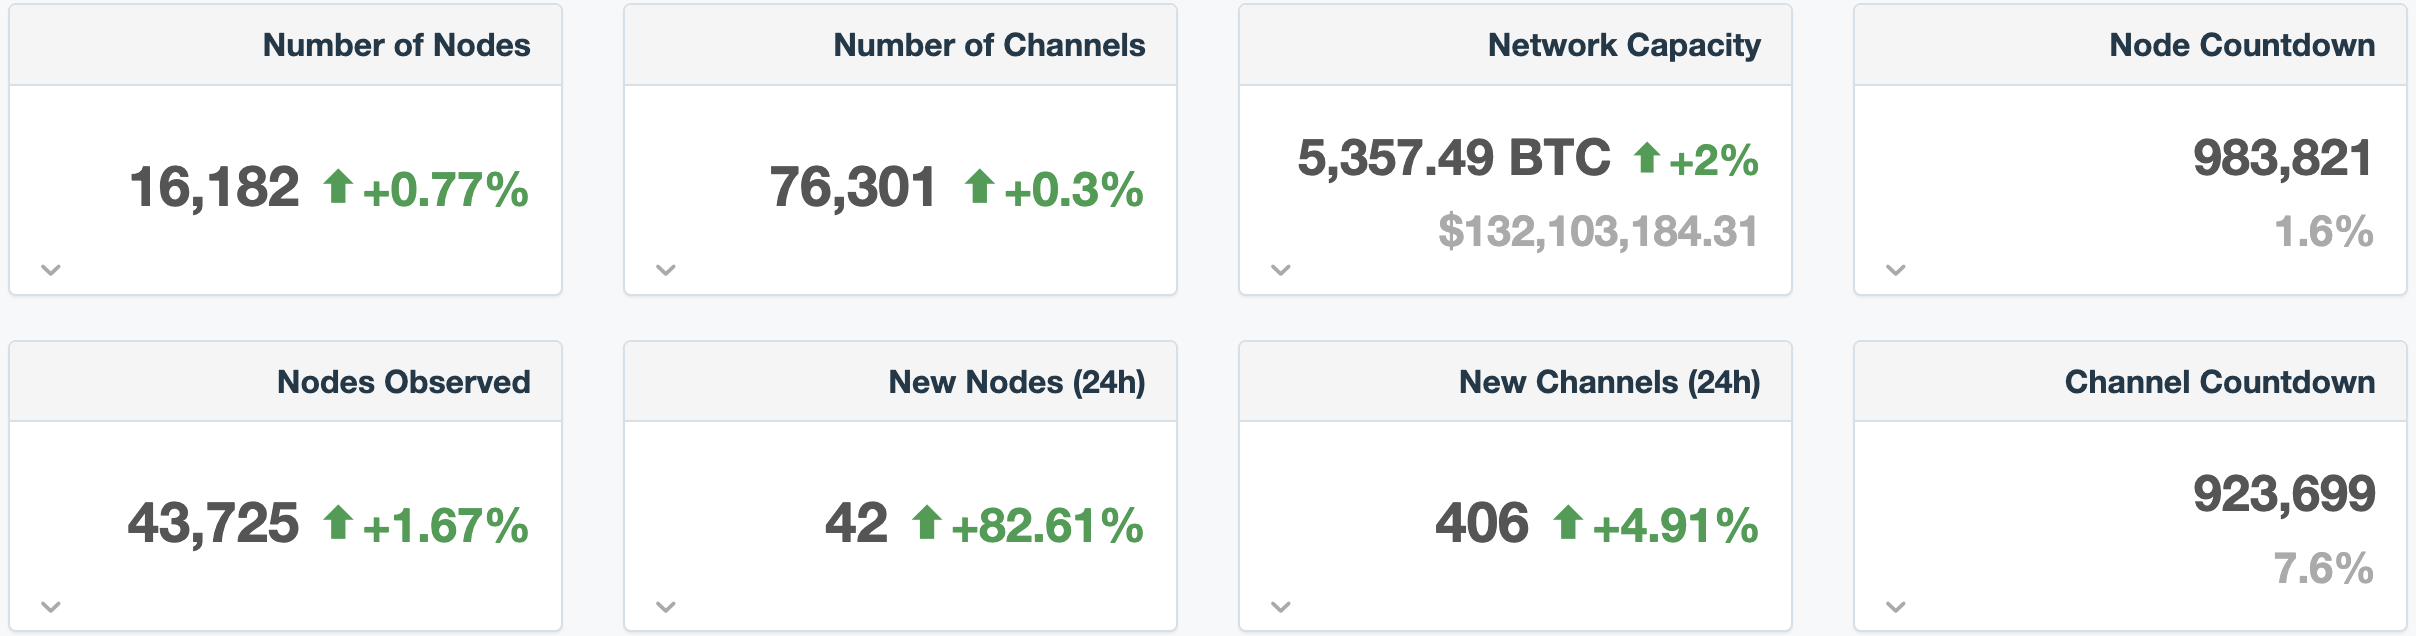 Number of Nodes
16,182 +0.77%
Number of Channels
76,301 +0.3%
Network Capacity
5,357.49 BTC +2%
$132,103,184.31
Node Countdown
983,821
1.6%
Nodes Observed
43,725 +1.67%
New Nodes (24h)
42 +82.61%
New Channels (24h)
406 +4.91%
Channel Countdown
923,699
7.6%